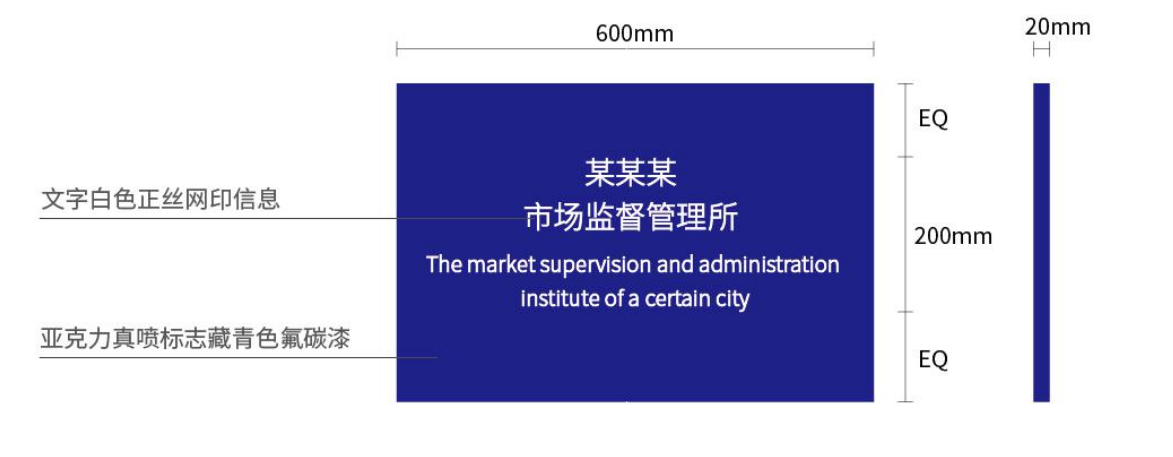 600mm
20mm
EQ
某某某
文字白色正丝网印信息
市场监督管理所
200mm
The market supervision and administration
institute of a certain city
亚克力真喷标志藏青色氟碳漆
EQ